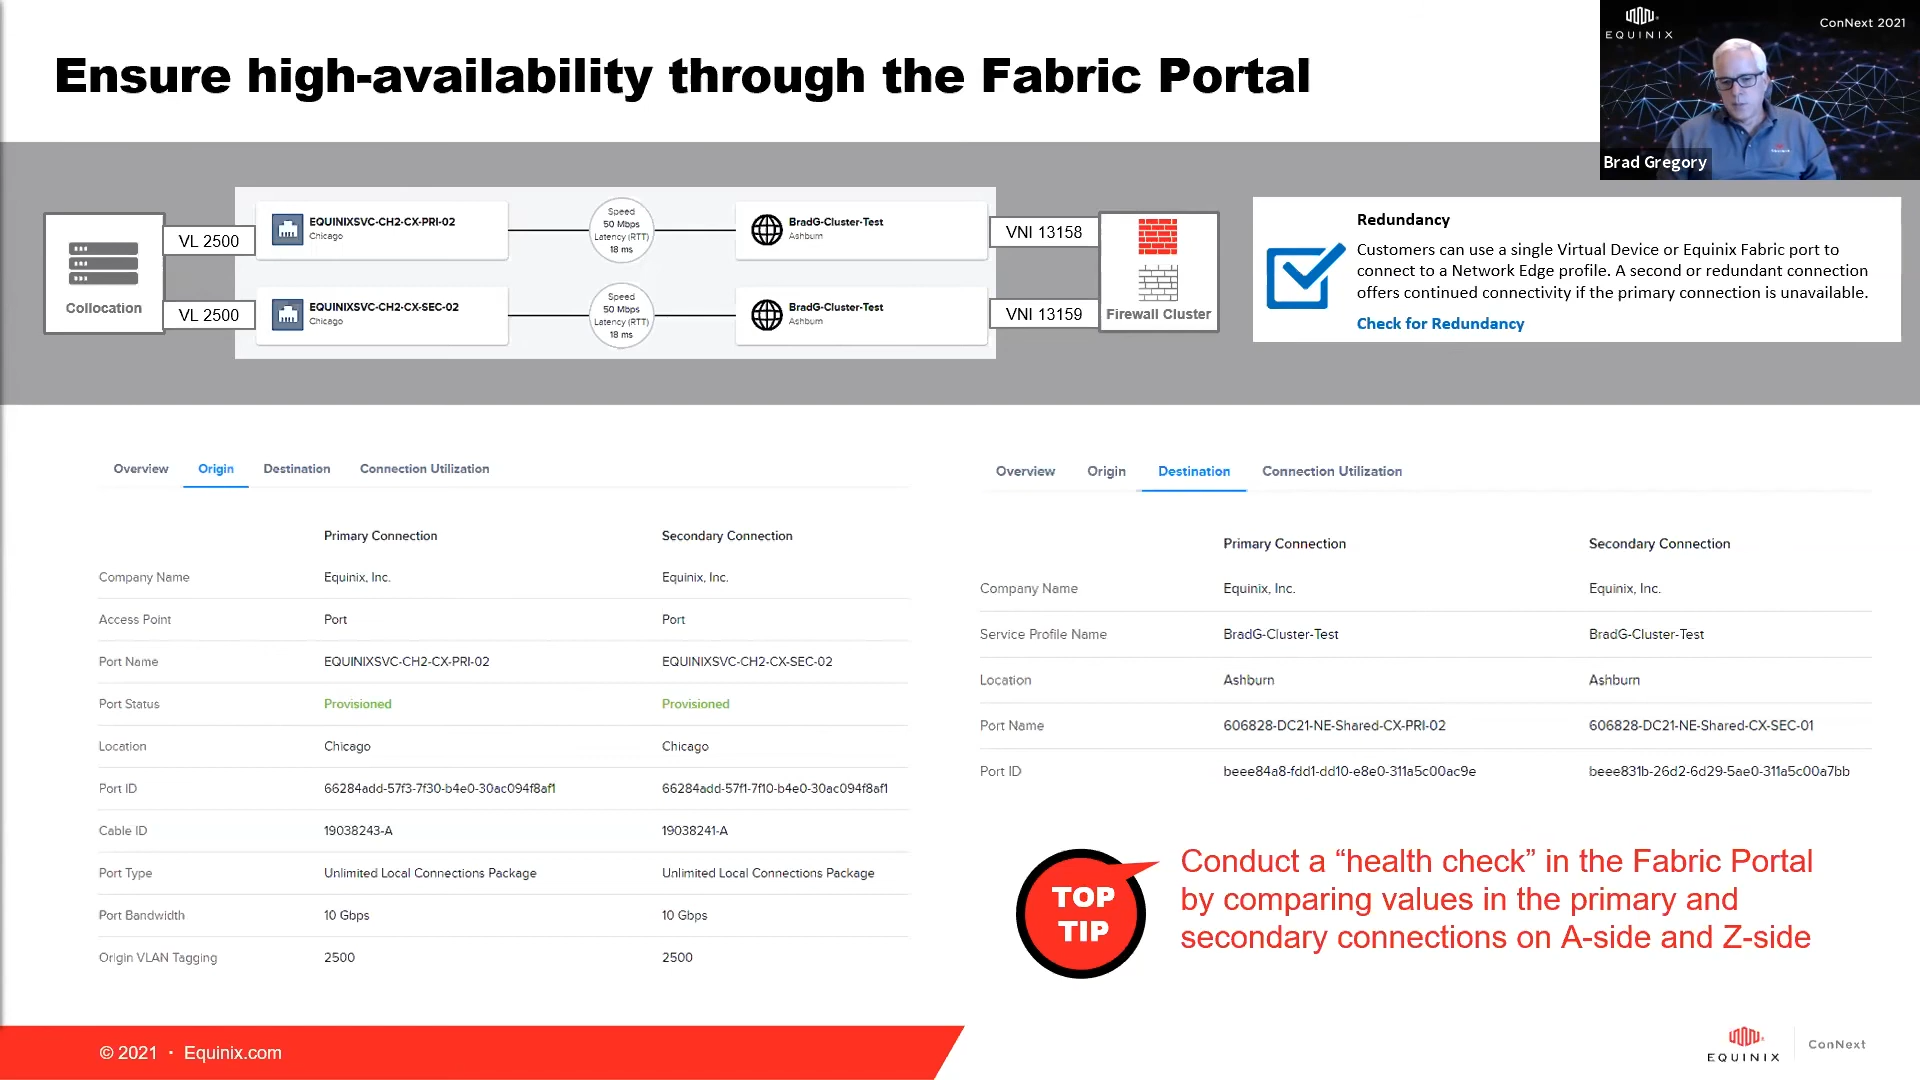 Ensure high-availability through the Fabric Portal
EQUINIX
ConNext 2021
Brad Gregory
Collocation
VL 2500
VL 2500
EQUINIXSVC-CH2-CX-PRI-02
Chicago
Speed
50 Mbps
Latency (RTT)
18 ms
BradG-Cluster-Test
Ashburn
EQUINIXSVC-CH2-CX-SEC-02
Chicago
Speed
50 Mbps
Latency (RTT)
18 ms
BradG-Cluster-Test
Ashburn
VNI 13158
VNI 13159
Firewall Cluster
Redundancy
Customers can use a single Virtual Device or Equinix Fabric port to
connect to a Network Edge profile. A second or redundant connection
offers continued connectivity if the primary connection is unavailable.
Check for Redundancy
Overview Origin Destination Connection Utilization
Primary Connection Secondary Connection
Company Name Equinix, Inc. Equinix, Inc.
Access Point Port Port
Port Name EQUINIXSVC-CH2-CX-PRI-02 EQUINIXSVC-CH2-CX-SEC-02
Port Status Provisioned Provisioned
Location Chicago Chicago
Port ID 66284add-57f3-7f30-b4e0-30ac094f8af1 66284add-57f1-7f10-b4e0-30ac094f8af1
Cable ID 19038243-A 19038241-A
Port Type Unlimited Local Connections Package Unlimited Local Connections Package
Port Bandwidth 10 Gbps 10 Gbps
Origin VLAN Tagging 2500 2500
Overview Origin Destination Connection Utilization
Primary Connection Secondary Connection
Company Name Equinix, Inc. Equinix, Inc.
Service Profile Name BradG-Cluster-Test BradG-Cluster-Test
Location Ashburn Ashburn
Port Name 606828-DC21-NE-Shared-CX-PRI-02 606828-DC21-NE-Shared-CX-SEC-01
Port ID beee84a8-fdd1-dd10-e8e0-311a5c00ac9e beee831b-26d2-6d29-5ae0-311a5c00a7bb
TOP
TIP
Conduct a “health check” in the Fabric Portal
by comparing values in the primary and
secondary connections on A-side and Z-side
© 2021 · Equinix.com
EQUINIX
ConNext